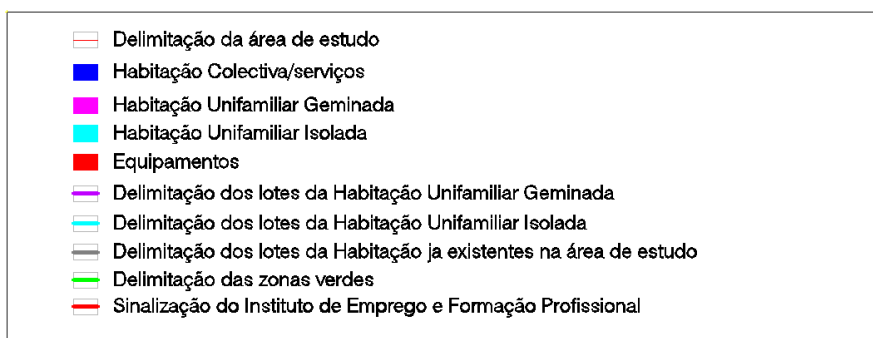 Delimitação da área de estudo
Habitação Colectiva/serviços
Habitação Unifamiliar Geminada
Habitação Unifamiliar Isolada
Equipamentos
Delimitação dos lotes da Habitação Unifamiliar Geminada
Delimitação dos lotes da Habitação Unifamiliar Isolada
Delimitação dos lotes da Habitação ja existentes na área de estudo
Delimitação das zonas verdes
Sinalização do Instituto de Emprego e Formação Profissional